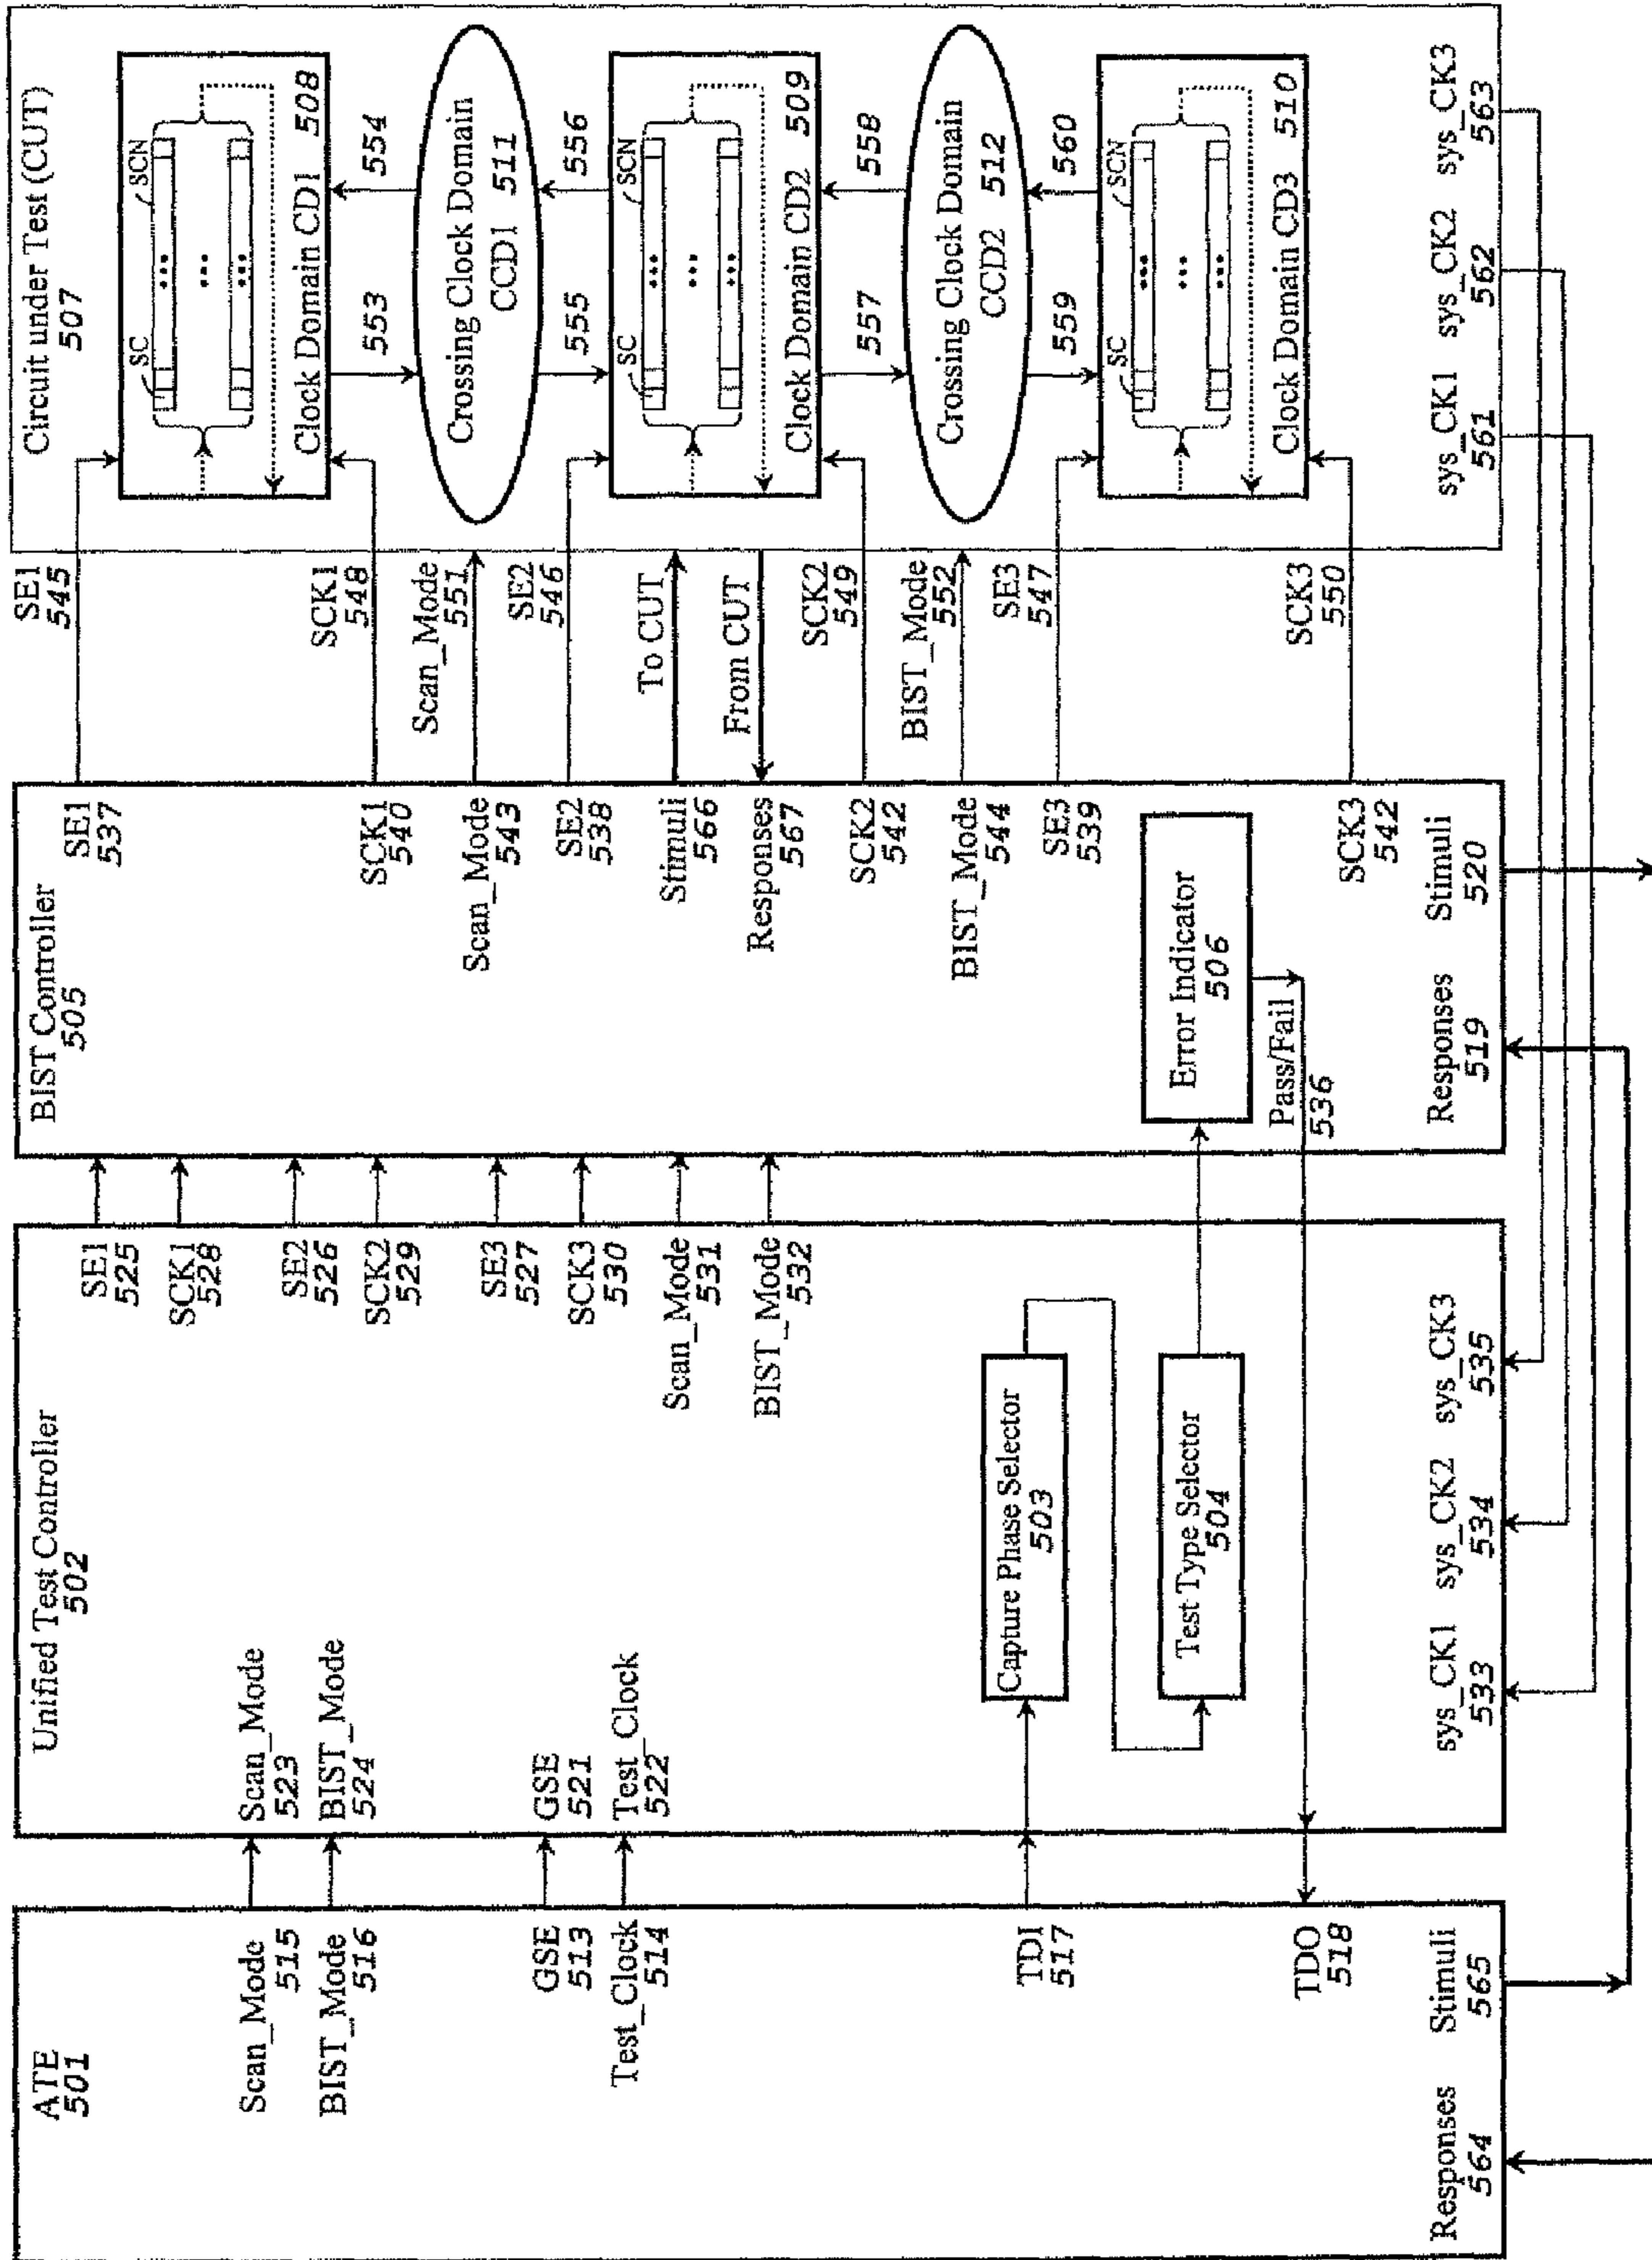 ATE
501
Scan_Mode
515
BIST_Mode
516
GSE
513
Test_Clock
514
TDI
517
TDO
518
Responses
564
Stimuli
565
Unified Test Controller
502
Scan_Mode
523
BIST_Mode
524
GSE
521
Test_Clock
522
SE1
525
SCK1
528
SE2
526
SCK2
529
SE3
527
SCK3
530
Scan_Mode
531
BIST_Mode
532
Capture Phase Selector
503
Test Type Selector
504
sys_CK1
533
sys_CK2
534
sys_CK3
535
BIST Controller
505
SE1
537
SCK1
540
Scan_Mode
543
SE2
538
Stimuli
566
Responses
567
SCK2
542
BIST_Mode
544
SE3
539
SCK3
542
Error Indicator
506
Pass/Fail
536
Responses
519
Stimuli
520
SE1
545
SCK1
548
Scan_Mode
551
SE2
546
To CUT
From CUT
SCK2
549
BIST_Mode
552
SE3
547
SCK3
550
Circuit under Test (CUT)
507
SC
SCN
Clock Domain CD1 508
553
554
Crossing Clock Domain
CCD1 511
555
556
SC
SCN
Clock Domain CD2 509
557
558
Crossing Clock Domain
CCD2 512
559
560
SC
SCN
Clock Domain CD3 510
sys_CK1
561
sys_CK2
562
sys_CK3
563